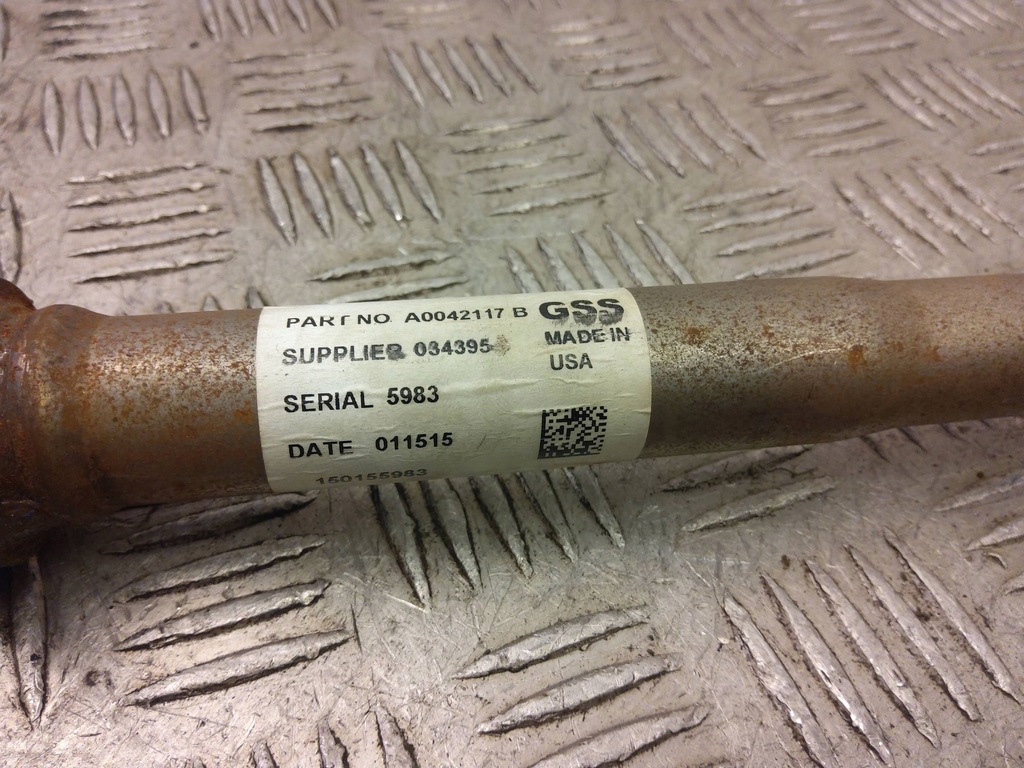 PART NO. A0042117 B GSS
SUPPLIER 034395
MADE IN
USA
SERIAL 5983
DATE 011515
150155983